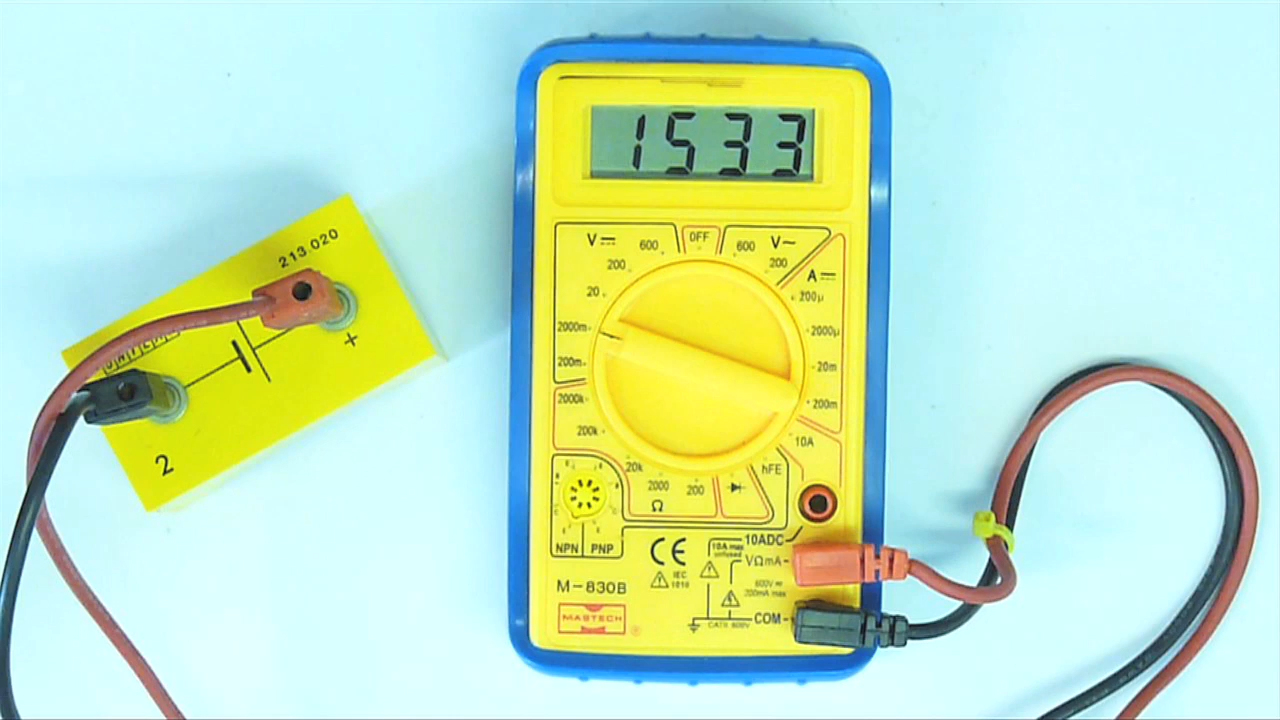 1533
213.020
+
2
V⎓ 600 OFF 600 V~
200 200
A⎓
20 200µ
2000m 2000µ
200m 20m
2000k 200m
200k 10A
20k hFE
2000 200
Ω
NPN PNP
CE
10A max
unfused
10ADC
VΩmA
IEC
1010
600V
200mA max
M-830B
MASTECH
CAT II 600V
COM